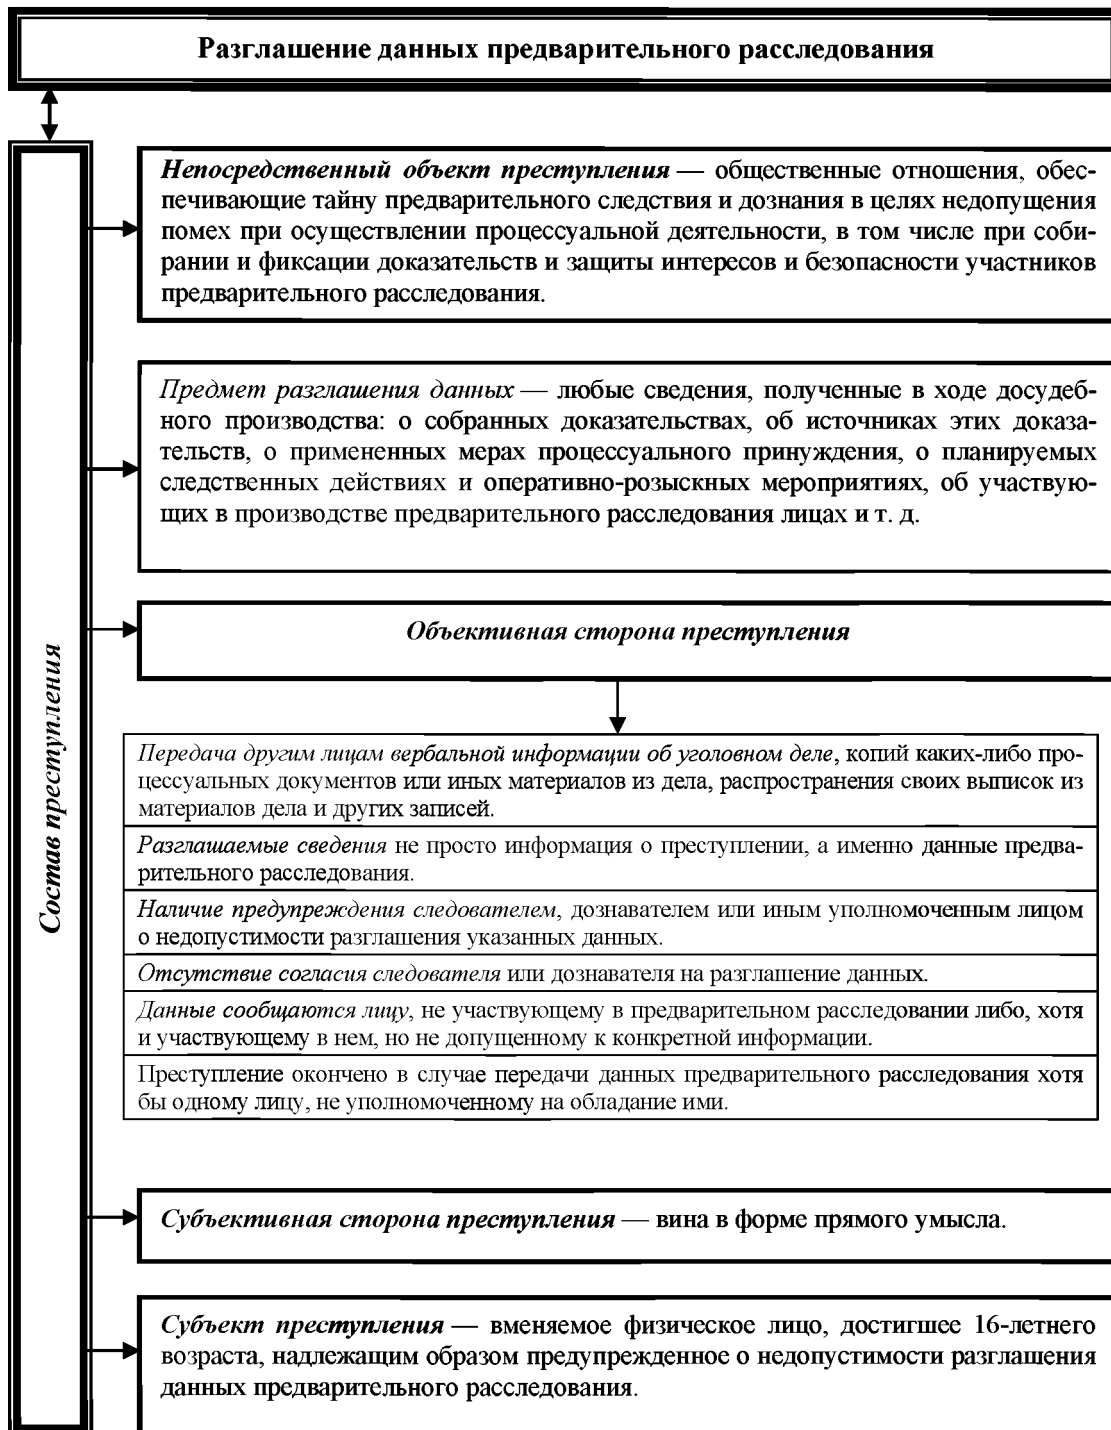 Разглашение данных предварительного расследования
Состав преступления
Непосредственный объект преступления — общественные отношения, обес-
печивающие тайну предварительного следствия и дознания в целях недопущения
помех при осуществлении процессуальной деятельности, в том числе при соби-
рании и фиксации доказательств и защиты интересов и безопасности участников
предварительного расследования.
Предмет разглашения данных — любые сведения, полученные в ходе досудеб-
ного производства: о собранных доказательствах, об источниках этих доказа-
тельств, о примененных мерах процессуального принуждения, о планируемых
следственных действиях и оперативно-розыскных мероприятиях, об участвую-
щих в производстве предварительного расследования лицах и т. д.
Объективная сторона преступления
Передача другим лицам вербальной информации об уголовном деле, копий каких-либо про-
цессуальных документов или иных материалов из дела, распространения своих выписок из
материалов дела и других записей.
Разглашаемые сведения не просто информация о преступлении, а именно данные предва-
рительного расследования.
Наличие предупреждения следователем, дознавателем или иным уполномоченным лицом
о недопустимости разглашения указанных данных.
Отсутствие согласия следователя или дознавателя на разглашение данных.
Данные сообщаются лицу, не участвующему в предварительном расследовании либо, хотя
и участвующему в нем, но не допущенному к конкретной информации.
Преступление окончено в случае передачи данных предварительного расследования хотя
бы одному лицу, не уполномоченному на обладание ими.
Субъективная сторона преступления — вина в форме прямого умысла.
Субъект преступления — вменяемое физическое лицо, достигшее 16-летнего
возраста, надлежащим образом предупрежденное о недопустимости разглашения
данных предварительного расследования.